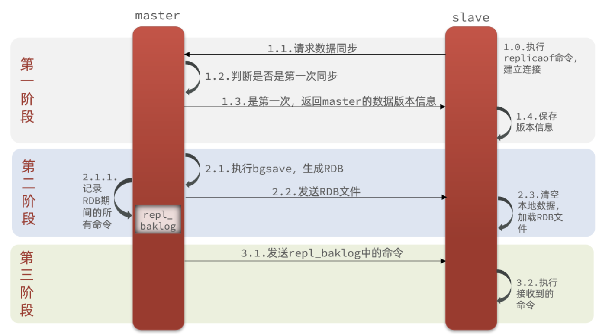 master
slave
第一阶段
1.0.执行
replicaof命令，
建立连接
1.1.请求数据同步
1.2.判断是否是第一次同步
1.3.是第一次，返回master的数据版本信息
1.4.保存
版本信息
第二阶段
2.1.执行bgsave，生成RDB
2.1.1.
记录
RDB期
间的所
有命令
repl_
baklog
2.2.发送RDB文件
2.3.清空
本地数据，
加载RDB文
件
第三阶段
3.1.发送repl_baklog中的命令
3.2.执行
接收到的
命令